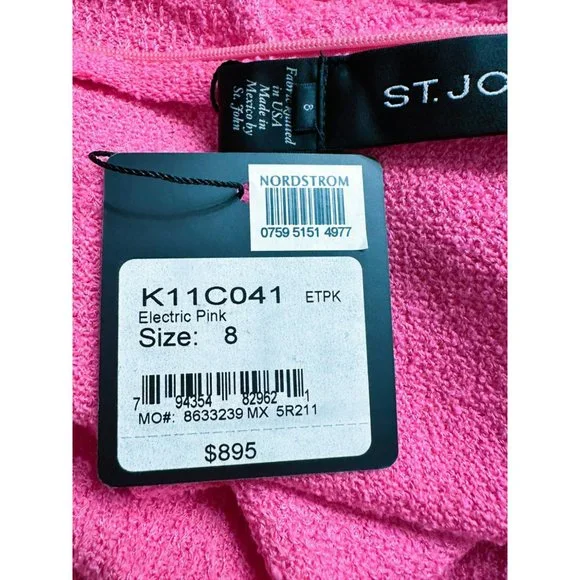 Fabric knitted
in USA
Made in
Mexico by
St. John
8
ST. JO
NORDSTROM
0759 5151 4977
K11C041 ETPK
Electric Pink
Size: 8
7 94354 82962 1
MO#: 8633239 MX 5R211
$895